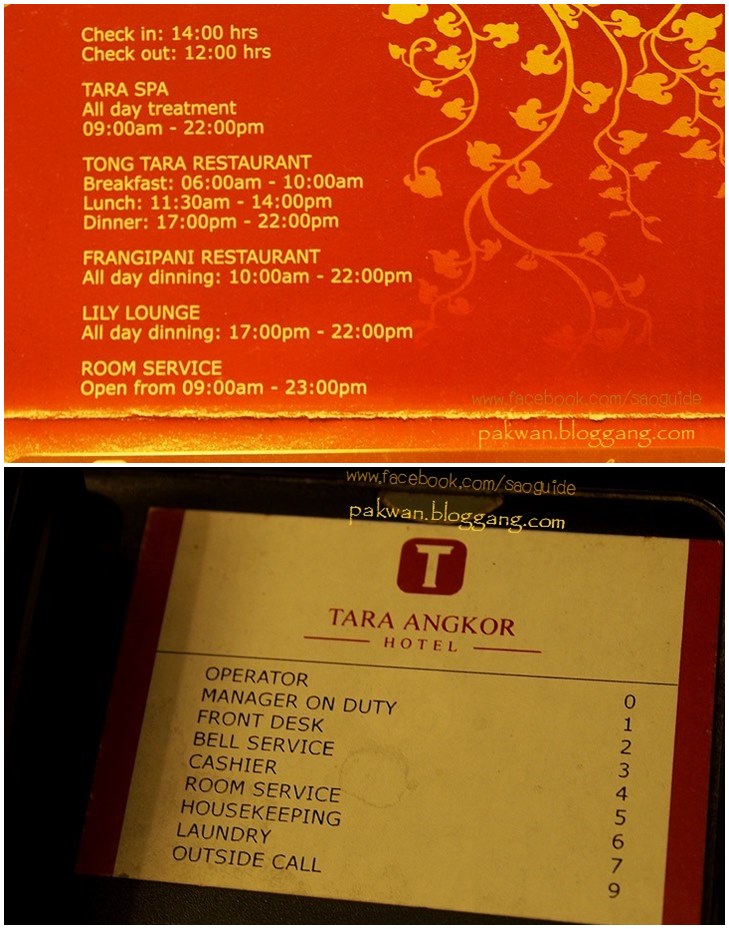 Check in: 14:00 hrs
Check out: 12:00 hrs
TARA SPA
All day treatment
09:00am - 22:00pm
TONG TARA RESTAURANT
Breakfast: 06:00am - 10:00am
Lunch: 11:30am - 14:00pm
Dinner: 17:00pm - 22:00pm
FRANGIPANI RESTAURANT
All day dinning: 10:00am - 22:00pm
LILY LOUNGE
All day dinning: 17:00pm - 22:00pm
ROOM SERVICE
Open from 09:00am - 23:00pm
www.facebook.com/saoguide
pakwan.bloggang.com
www.facebook.com/saoguide
pakwan.bloggang.com
T
TARA ANGKOR
HOTEL
OPERATOR 0
MANAGER ON DUTY 1
FRONT DESK 2
BELL SERVICE 3
CASHIER 4
ROOM SERVICE 5
HOUSEKEEPING 6
LAUNDRY 7
OUTSIDE CALL 9